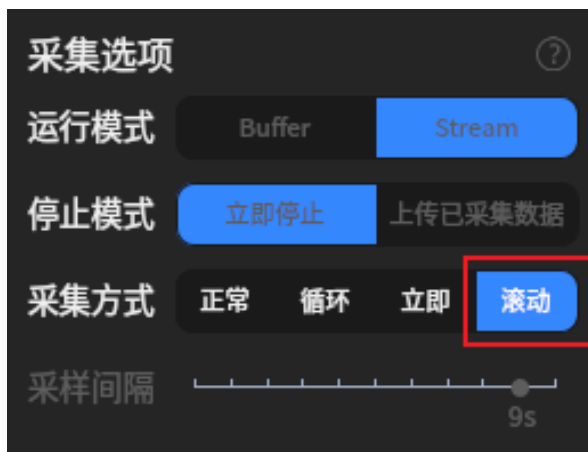 采集选项 ?
运行模式 Buffer Stream
停止模式 立即停止 上传已采集数据
采集方式 正常 循环 立即 滚动
采样间隔
9s